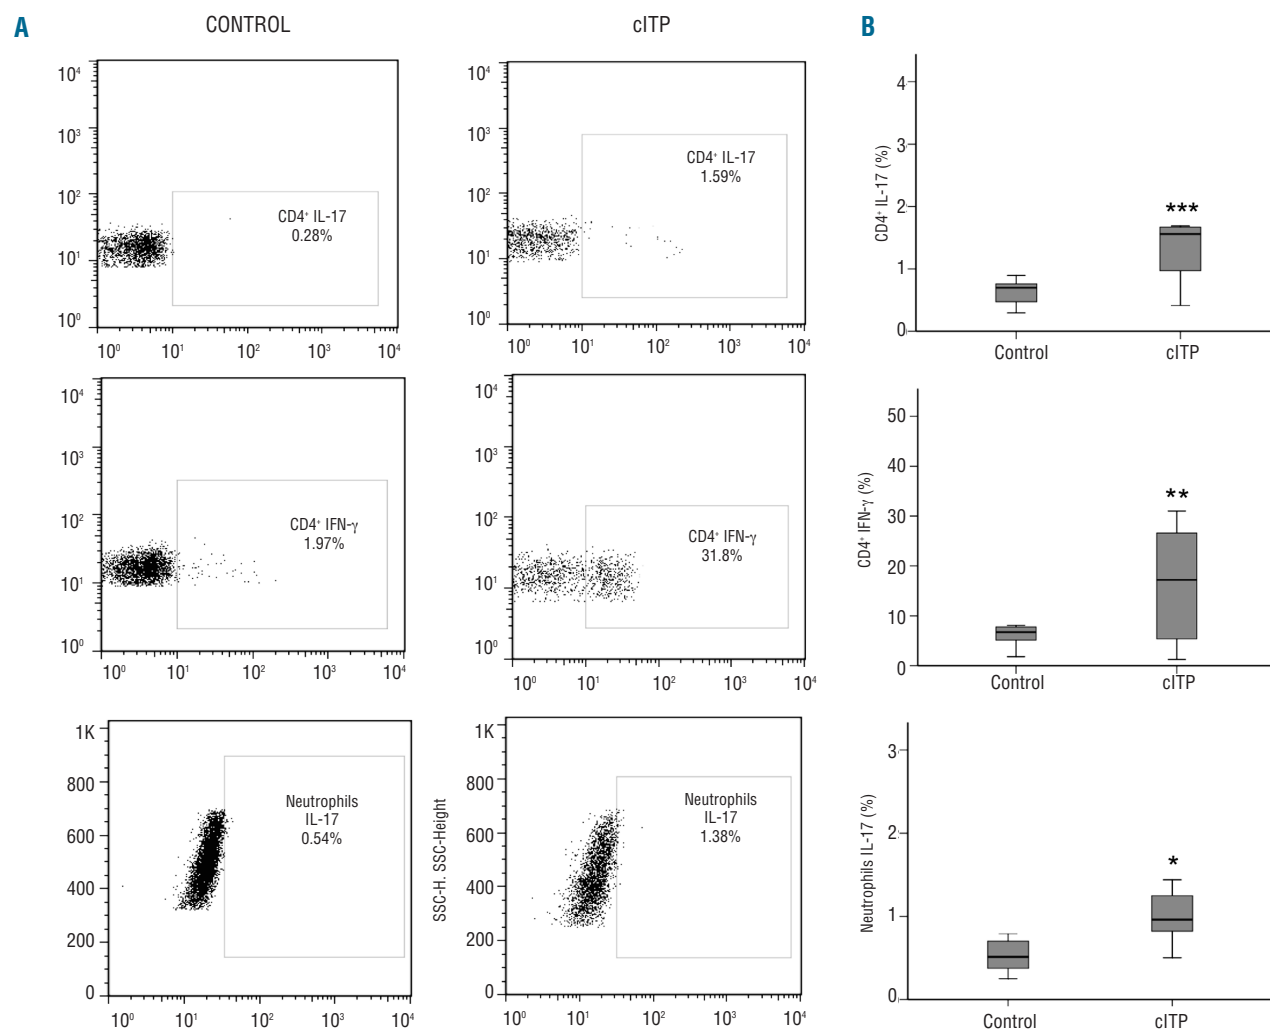 A
CONTROL
cITP
B
10⁴
10³
10²
10¹
10⁰
CD4⁺ IL-17
0.28%
10⁰ 10¹ 10² 10³ 10⁴
10⁴
10³
10²
10¹
10⁰
CD4⁺ IL-17
1.59%
10⁰ 10¹ 10² 10³ 10⁴
CD4⁺ IL-17 (%)
4
3
2
1
0
***
Control cITP
10⁴
10³
10²
10¹
10⁰
CD4⁺ IFN-γ
1.97%
10⁰ 10¹ 10² 10³ 10⁴
10⁴
10³
10²
10¹
10⁰
CD4⁺ IFN-γ
31.8%
10⁰ 10¹ 10² 10³ 10⁴
CD4⁺ IFN-γ (%)
50
40
30
20
10
0
**
Control cITP
1K
800
600
400
200
0
Neutrophils
IL-17
0.54%
10⁰ 10¹ 10² 10³ 10⁴
SSC-H. SSC-Height
1K
800
600
400
200
0
Neutrophils
IL-17
1.38%
10⁰ 10¹ 10² 10³ 10⁴
Neutrophils IL-17 (%)
3
2
1
0
*
Control cITP